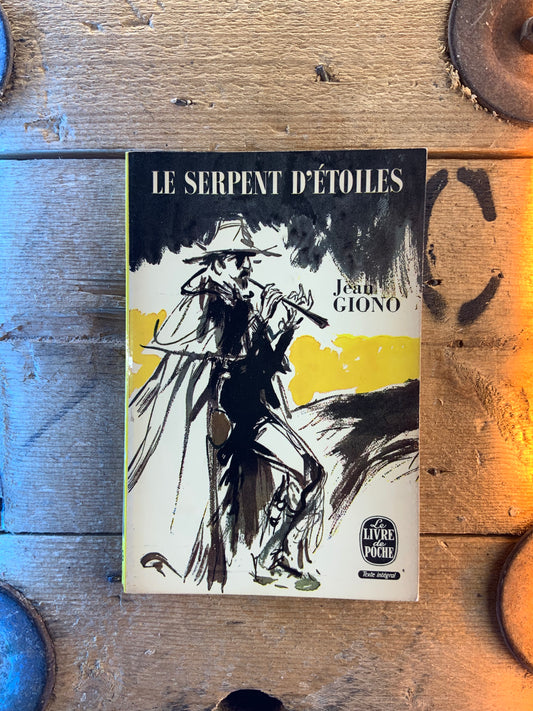 LE SERPENT D'ÉTOILES
Jean
GIONO
Le
LIVRE
de
POCHE
Texte intégral